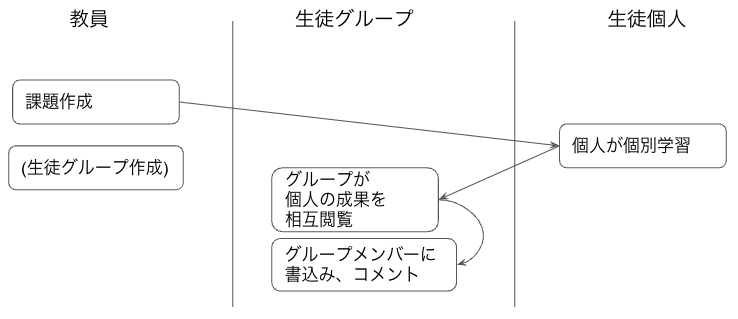 教員
生徒グループ
生徒個人
課題作成
個人が個別学習
(生徒グループ作成)
グループが
個人の成果を
相互閲覧
グループメンバーに
書込み、コメント